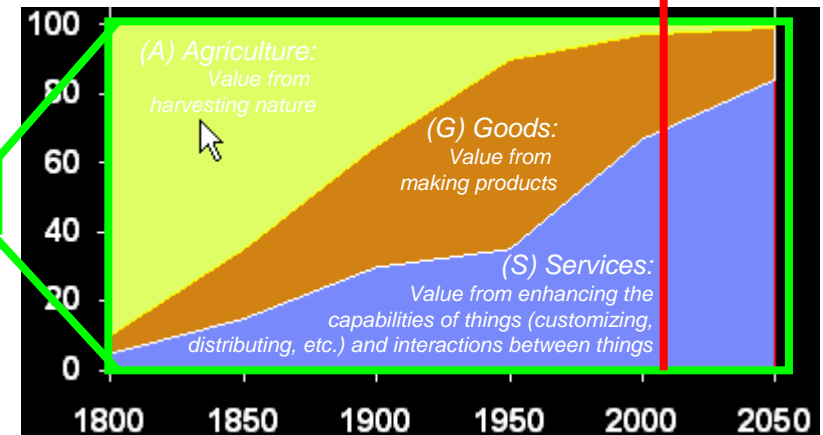 100
(A) Agriculture:
Value from
harvesting nature
80
(G) Goods:
Value from
making products
60
40
(S) Services:
Value from enhancing the
capabilities of things (customizing,
distributing, etc.) and interactions between things
20
0
1800 1850 1900 1950 2000 2050